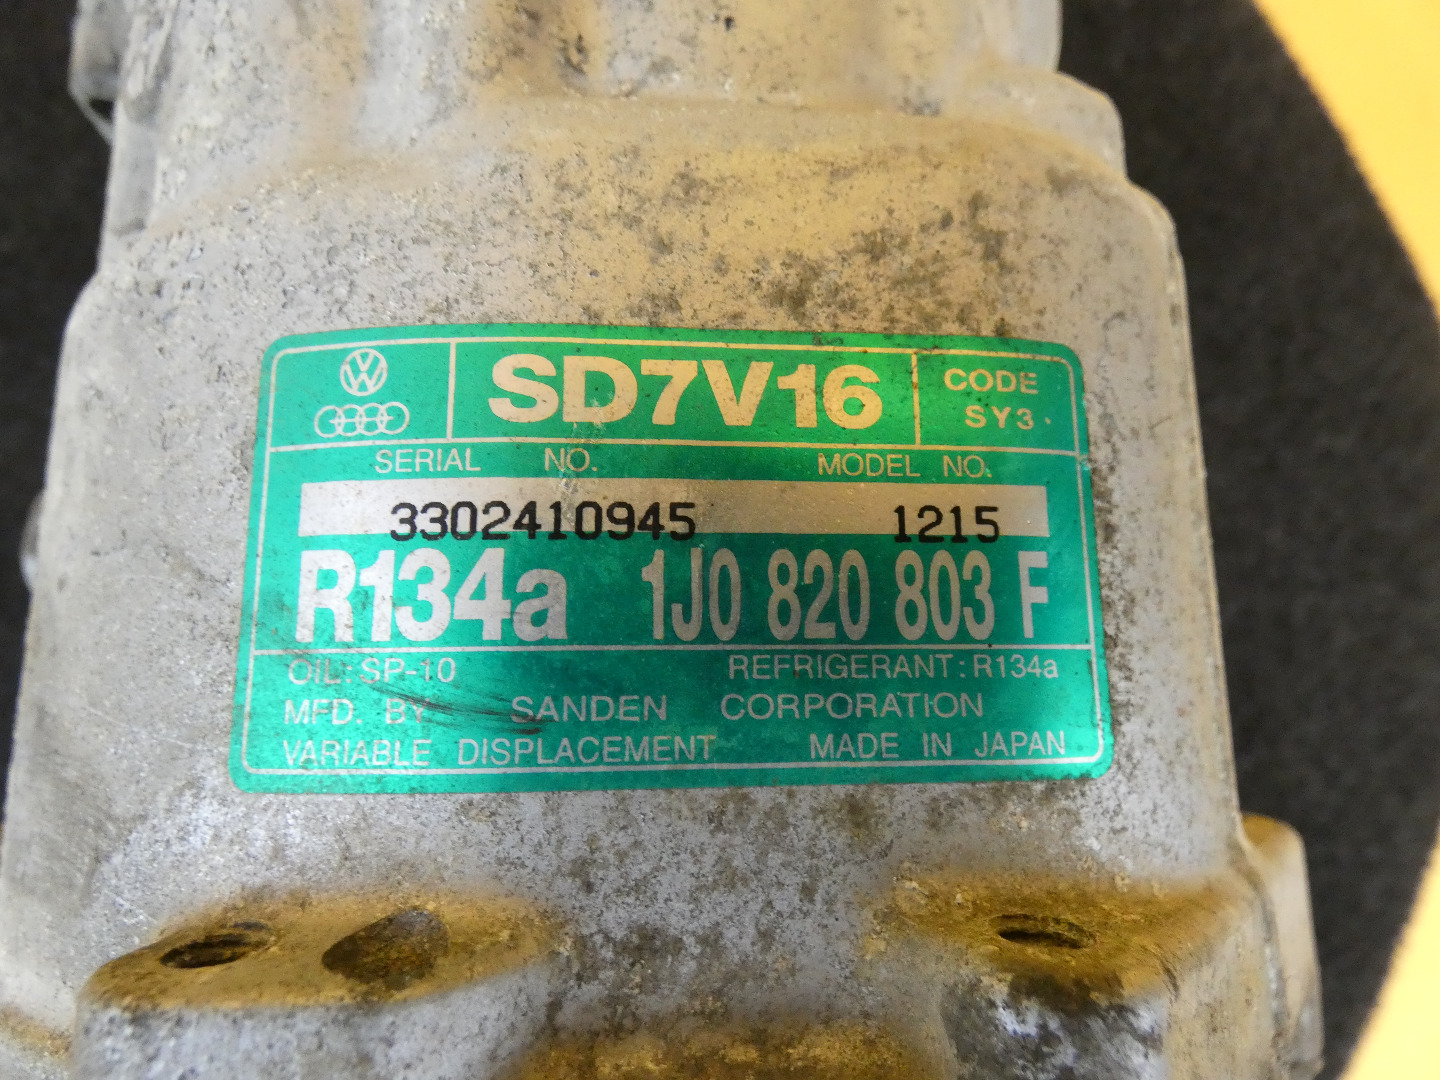 SD7V16
CODE
SY3
SERIAL NO. MODEL NO.
3302410945 1215
R134a 1J0 820 803 F
OIL: SP-10 REFRIGERANT: R134a
MFD. BY SANDEN CORPORATION
VARIABLE DISPLACEMENT MADE IN JAPAN